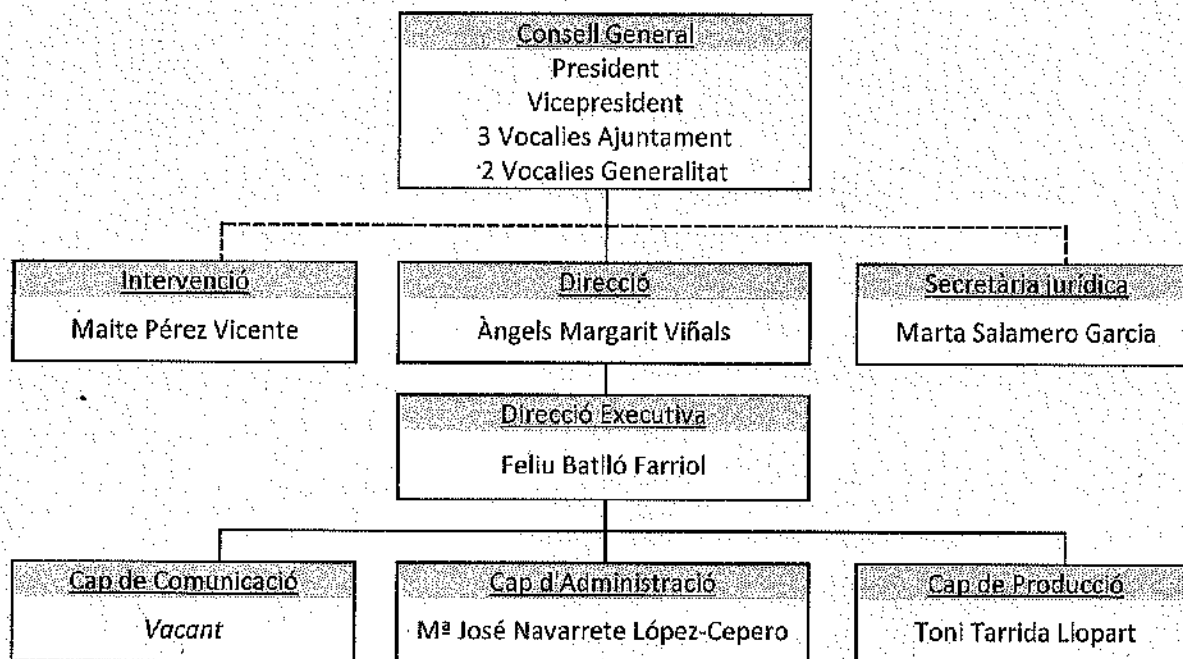 Consell General
President
Vicepresident
3 Vocalies Ajuntament
2 Vocalies Generalitat
Intervenció
Maite Pérez Vicente
Direcció
Àngels Margarit Viñals
Secretària jurídica
Marta Salamero Garcia
Direcció Executiva
Feliu Batlló Farriol
Cap de Comunicació
Vacant
Cap d'Administració
Mª José Navarrete López-Cepero
Cap de Producció
Toni Tarrida Llopart